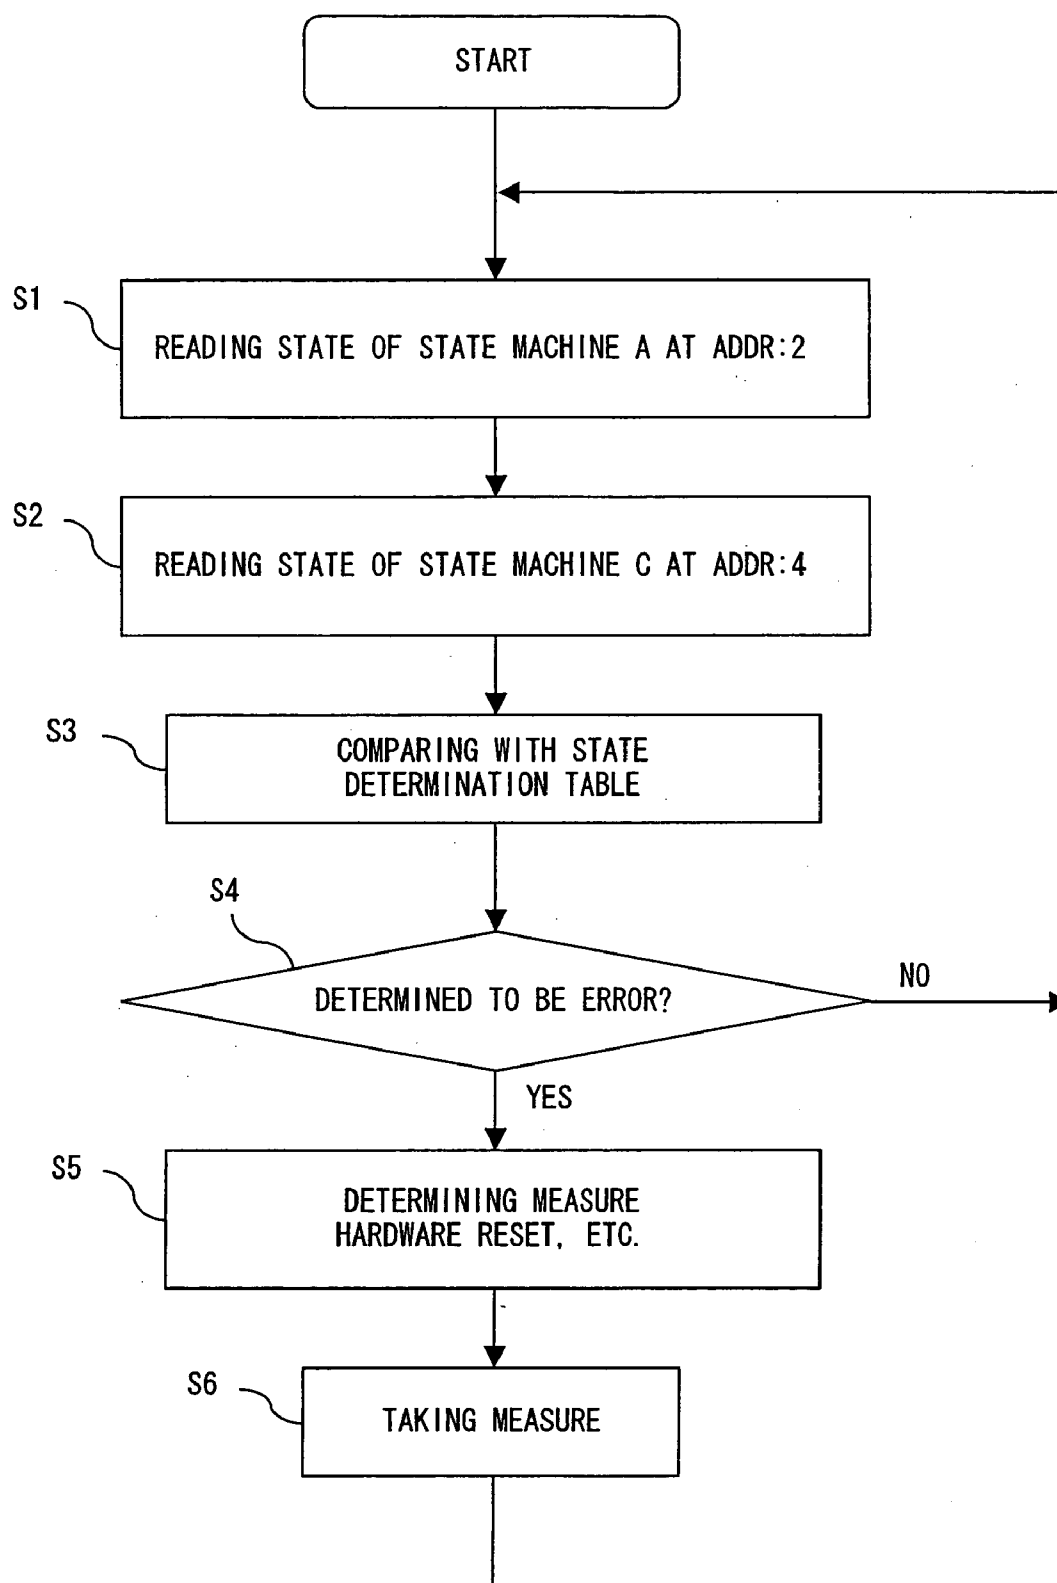 START
S1
READING STATE OF STATE MACHINE A AT ADDR:2
S2
READING STATE OF STATE MACHINE C AT ADDR:4
S3
COMPARING WITH STATE
DETERMINATION TABLE
S4
DETERMINED TO BE ERROR?
NO
YES
S5
DETERMINING MEASURE
HARDWARE RESET, ETC.
S6
TAKING MEASURE